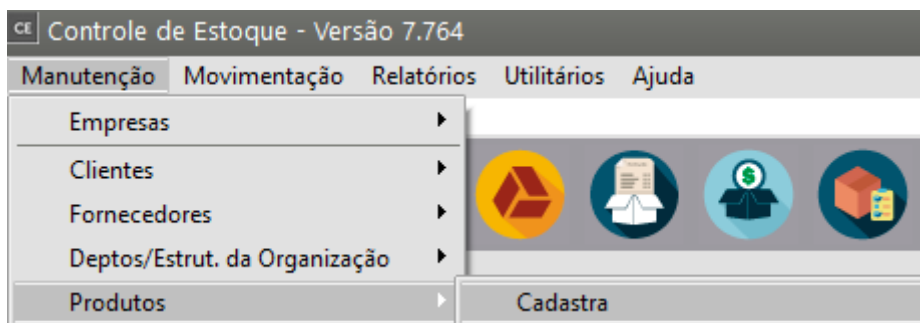 CE Controle de Estoque - Versão 7.764
Manutenção Movimentação Relatórios Utilitários Ajuda
Empresas
Clientes
Fornecedores
Deptos/Estrut. da Organização
Produtos Cadastra